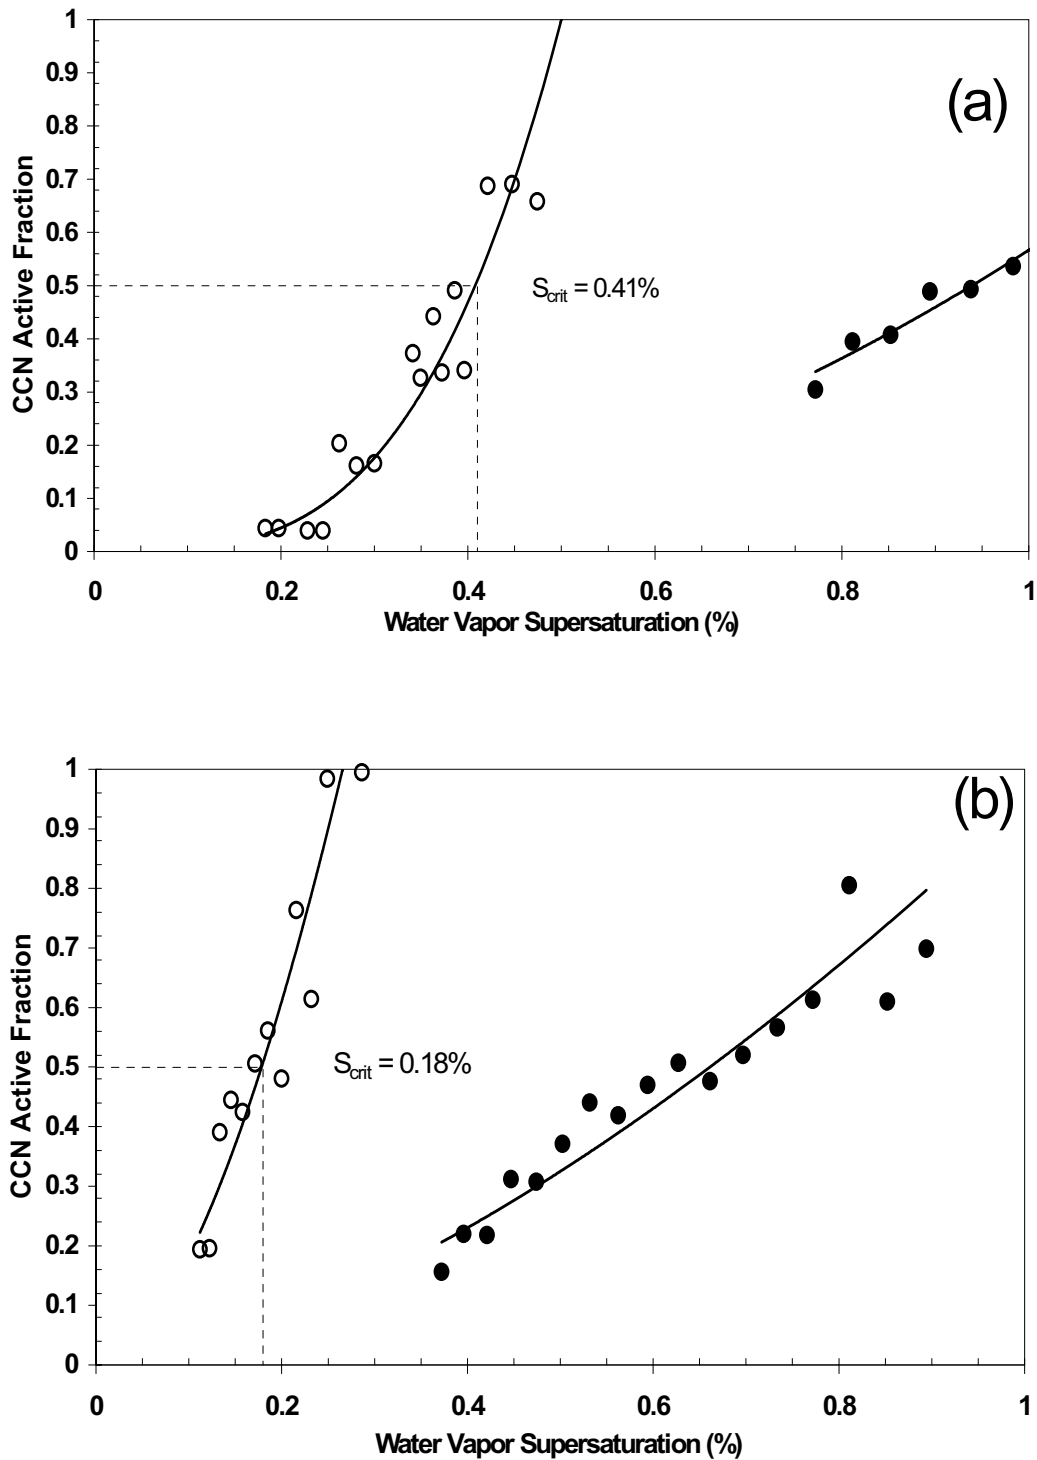 1
0.9
(a)
0.8
0.7
0.6
0.5
S_crit = 0.41%
0.4
0.3
0.2
0.1
0
CCN Active Fraction
0 0.2 0.4 0.6 0.8 1
Water Vapor Supersaturation (%)
1
(b)
0.9
0.8
0.7
0.6
0.5
S_crit = 0.18%
0.4
0.3
0.2
0.1
0
CCN Active Fraction
0 0.2 0.4 0.6 0.8 1
Water Vapor Supersaturation (%)